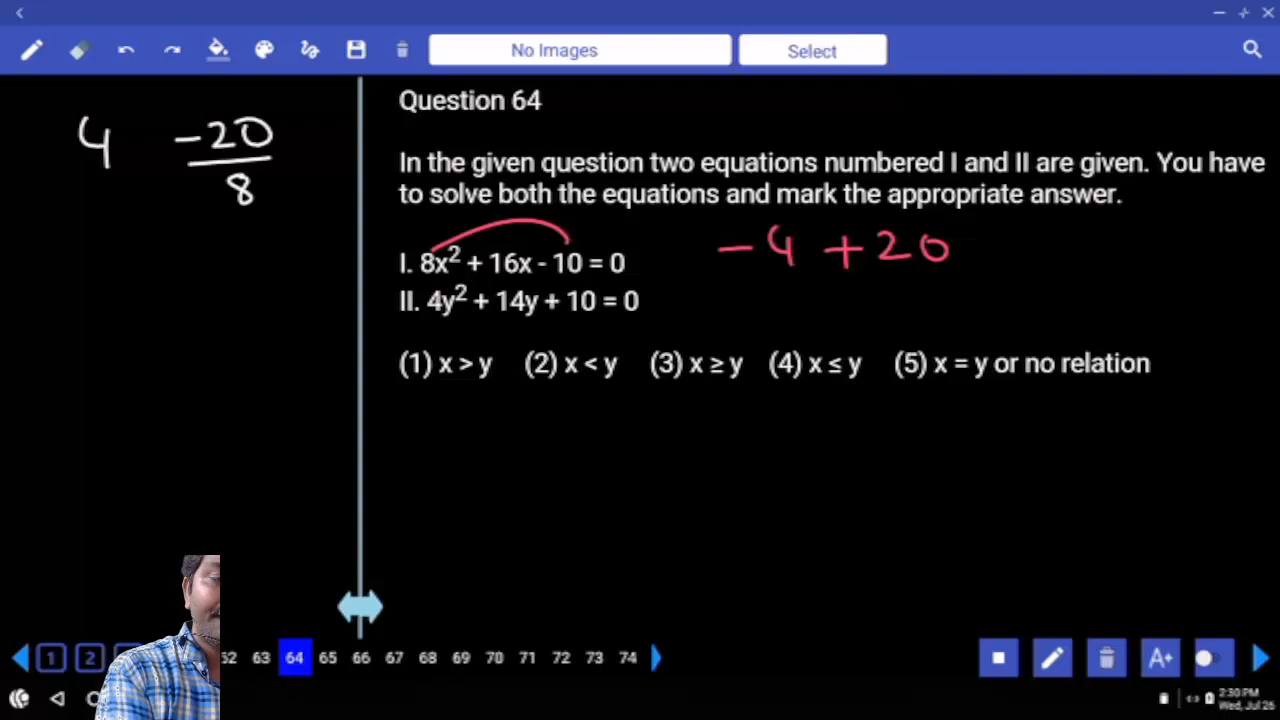 No Images Select
4 -20
8
Question 64
In the given question two equations numbered I and II are given. You have
to solve both the equations and mark the appropriate answer.
-4 +20
I. 8x² + 16x - 10 = 0
II. 4y² + 14y + 10 = 0
(1) x > y (2) x < y (3) x ≥ y (4) x ≤ y (5) x = y or no relation
1 2 63 64 65 66 67 68 69 70 71 72 73 74 A+
2:30 PM